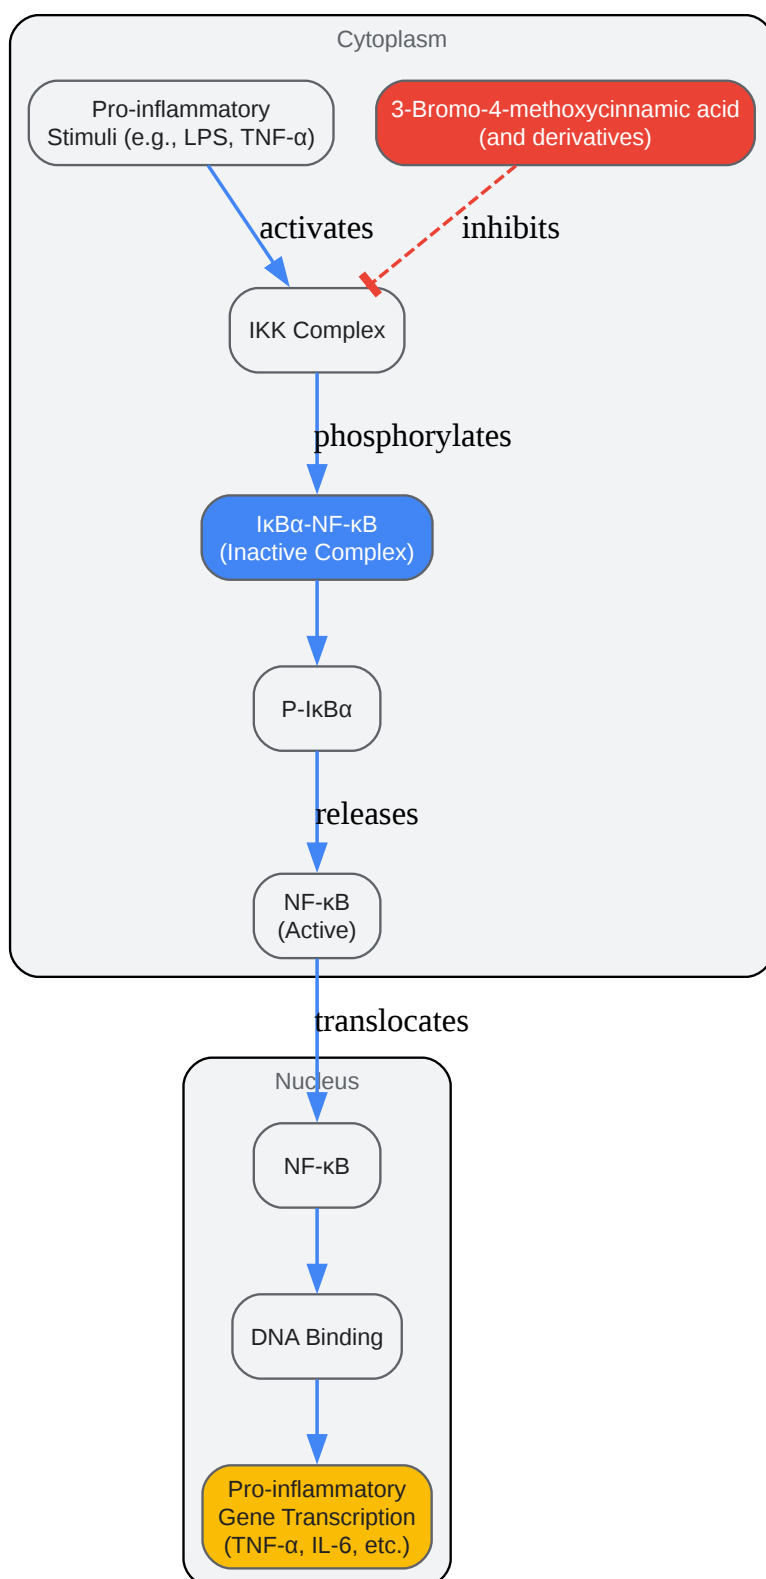 Cytoplasm
Pro-inflammatory
Stimuli (e.g., LPS, TNF-α)
3-Bromo-4-methoxycinnamic acid
(and derivatives)
activates
inhibits
IKK Complex
phosphorylates
IκBα-NF-κB
(Inactive Complex)
P-IκBα
releases
NF-κB
(Active)
translocates
Nucleus
NF-κB
DNA Binding
Pro-inflammatory
Gene Transcription
(TNF-α, IL-6, etc.)